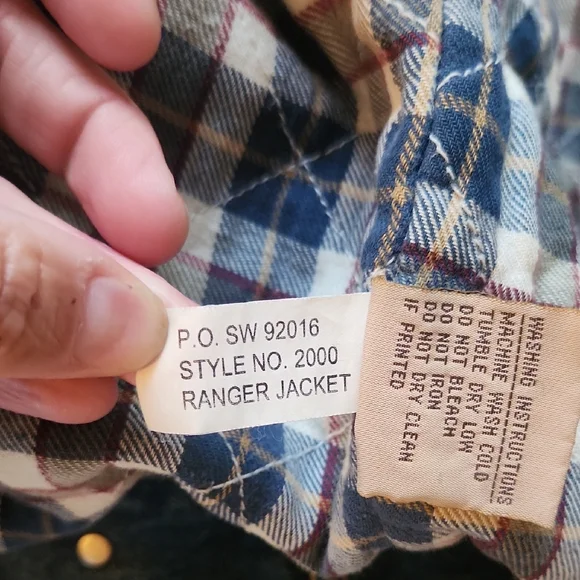 P.O. SW 92016
STYLE NO. 2000
RANGER JACKET
WASHING INSTRUCTIONS
MACHINE WASH COLD
TUMBLE DRY LOW
DO NOT BLEACH
DO NOT IRON
DO NOT DRY CLEAN
IF PRINTED